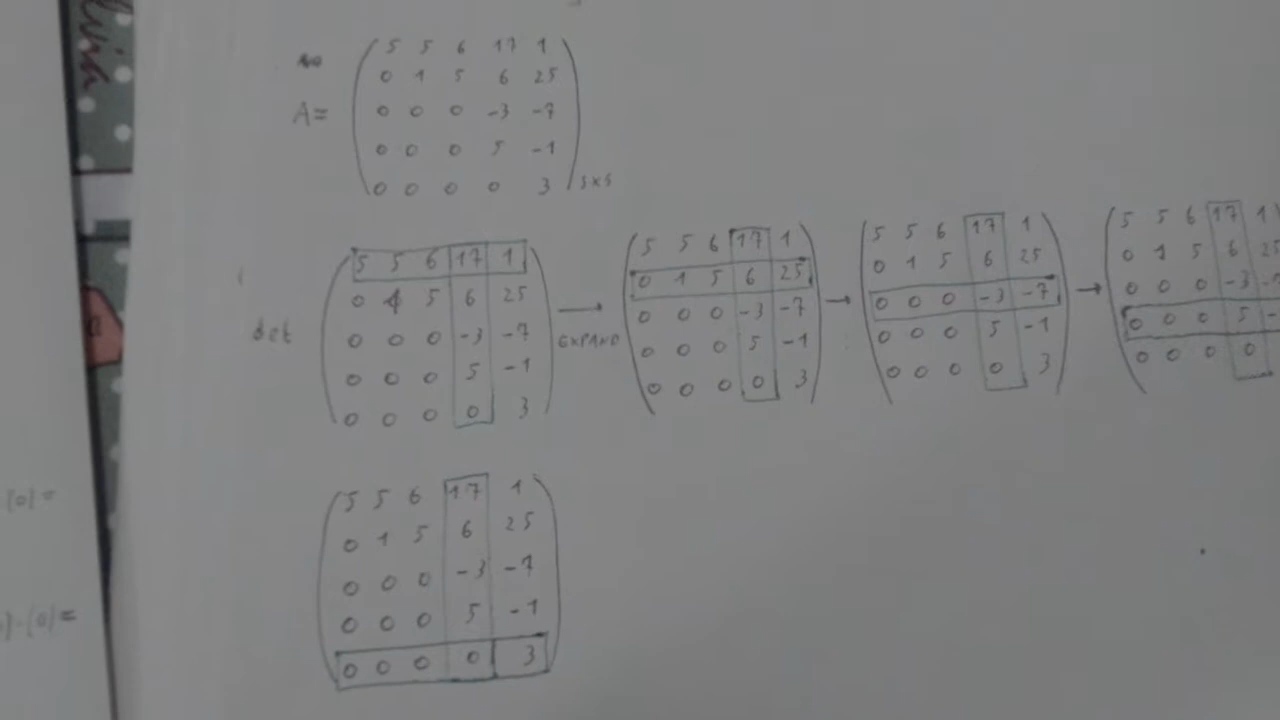 5 5 6 17 1
0 1 5 6 25
A= 0 0 0 -3 -7
0 0 0 5 -1
0 0 0 0 3 5x5
5 5 6 17 1
0 1 5 6 25
det 0 0 0 -3 -7
0 0 0 5 -1
0 0 0 0 3
→
EXPAND
5 5 6 17 1
0 1 5 6 25
0 0 0 -3 -7
0 0 0 5 -1
0 0 0 0 3
→
5 5 6 17 1
0 1 5 6 25
0 0 0 -3 -7
0 0 0 5 -1
0 0 0 0 3
→
5 5 6 17 1
0 1 5 6 25
0 0 0 -3 -
0 0 0 5 -
0 0 0 0
5 5 6 17 1
0 1 5 6 25
0 0 0 -3 -7
0 0 0 5 -1
0 0 0 0 3
(0)=
(0)=